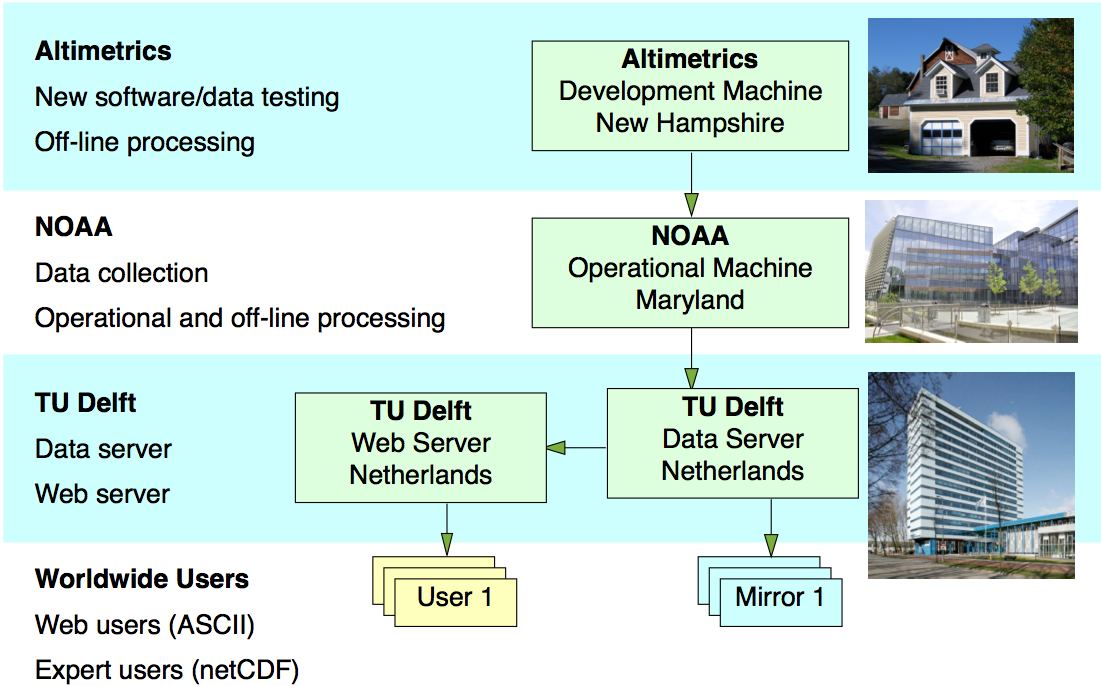 Altimetrics
New software/data testing
Off-line processing
Altimetrics
Development Machine
New Hampshire
NOAA
Data collection
Operational and off-line processing
NOAA
Operational Machine
Maryland
TU Delft
Data server
Web server
TU Delft
Web Server
Netherlands
TU Delft
Data Server
Netherlands
Worldwide Users
Web users (ASCII)
Expert users (netCDF)
User 1
Mirror 1